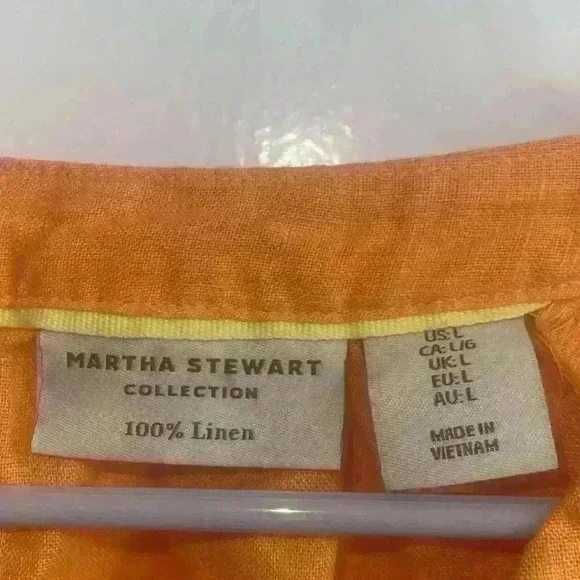 MARTHA STEWART
COLLECTION
100% Linen
US: L
CA: L/G
UK: L
EU: L
AU: L
MADE IN
VIETNAM